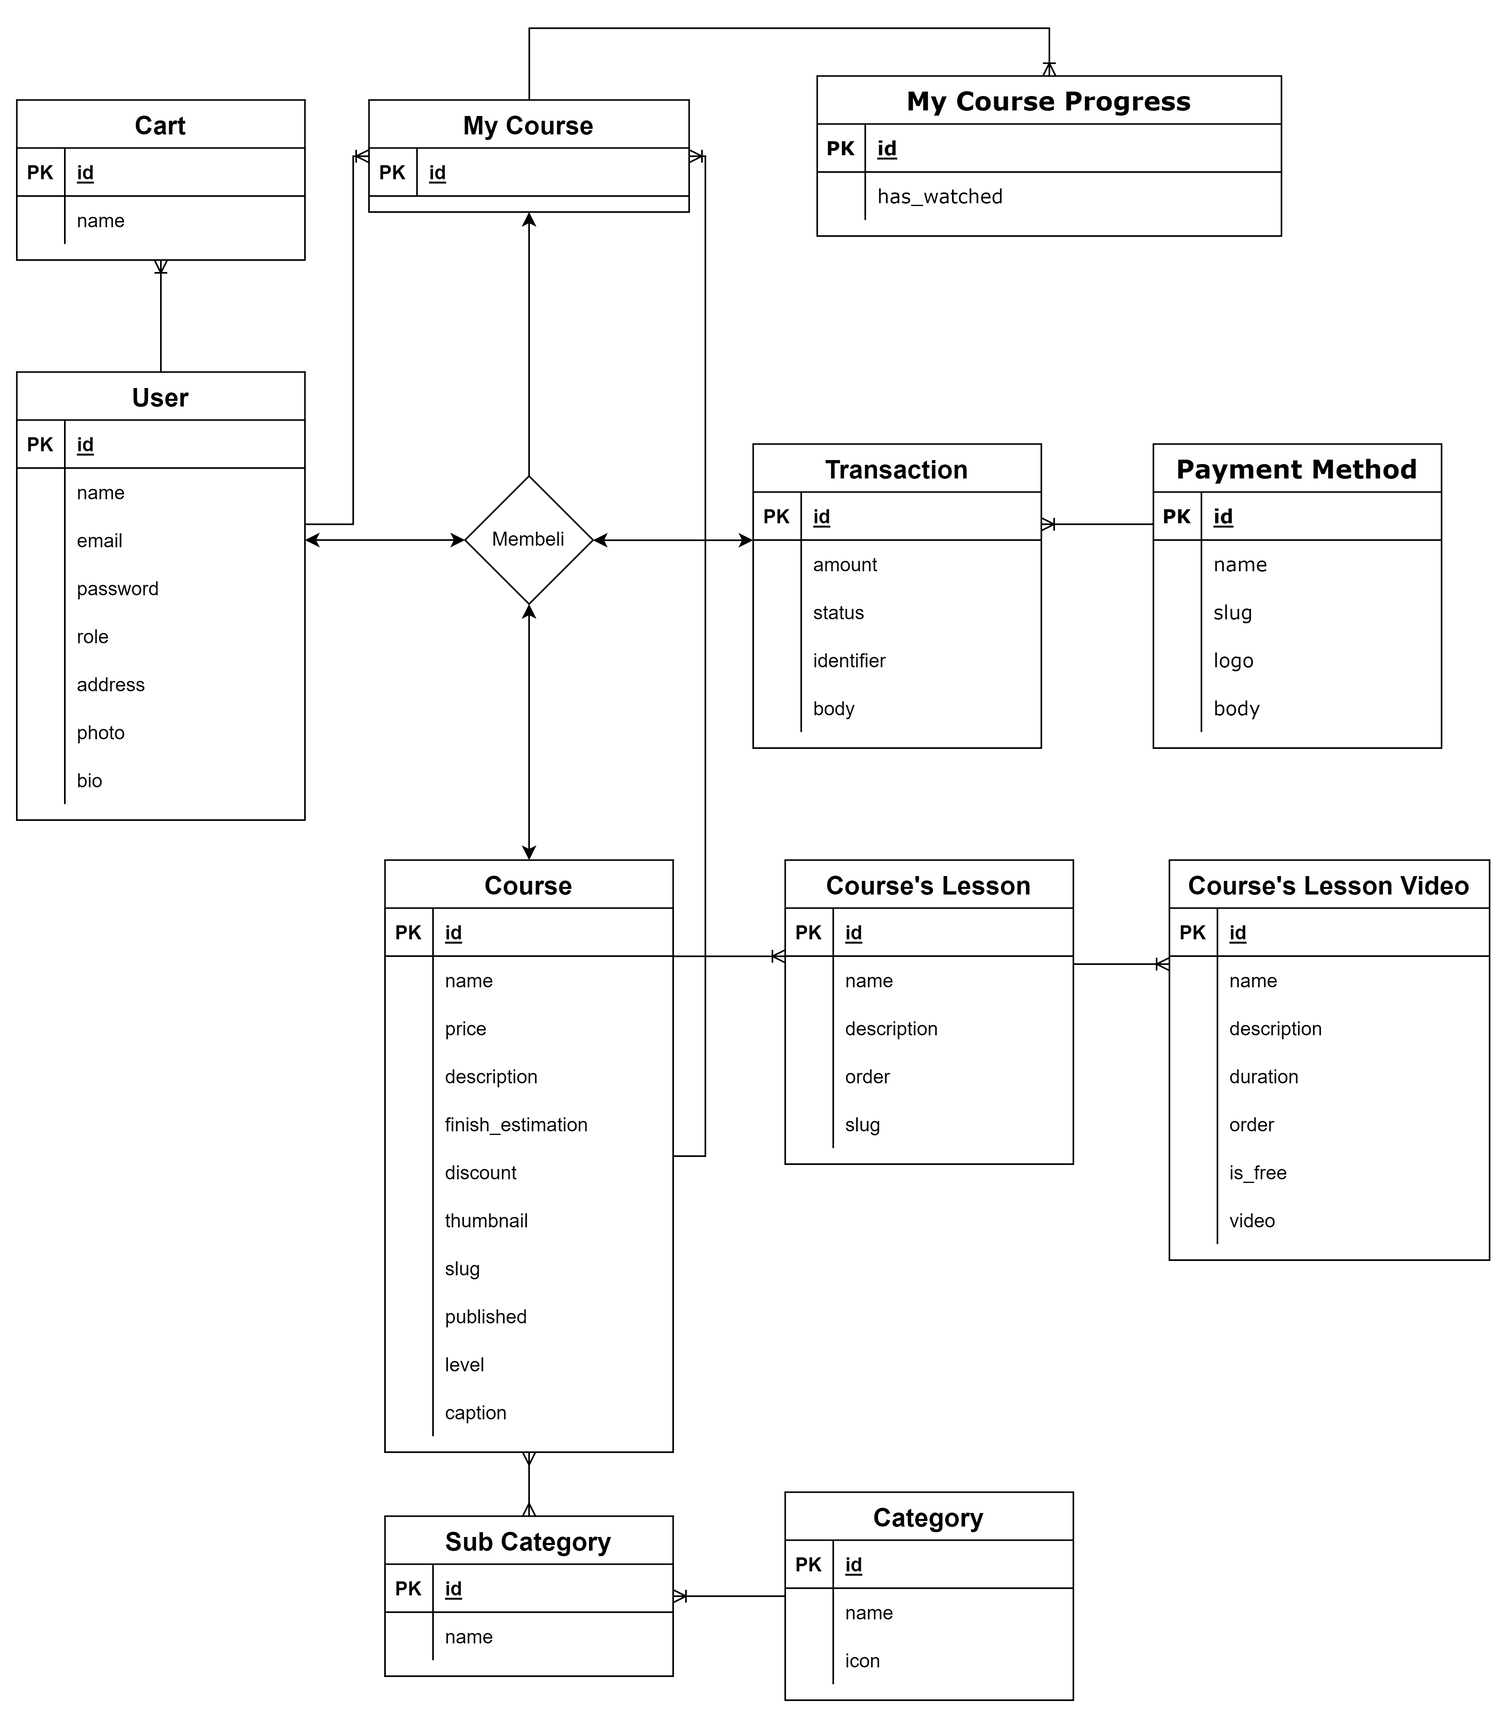 My Course Progress
PK id
has_watched
Cart
PK id
name
My Course
PK id
User
PK id
name
email
password
role
address
photo
bio
Membeli
Transaction
PK id
amount
status
identifier
body
Payment Method
PK id
name
slug
logo
body
Course
PK id
name
price
description
finish_estimation
discount
thumbnail
slug
published
level
caption
Course's Lesson
PK id
name
description
order
slug
Course's Lesson Video
PK id
name
description
duration
order
is_free
video
Sub Category
PK id
name
Category
PK id
name
icon